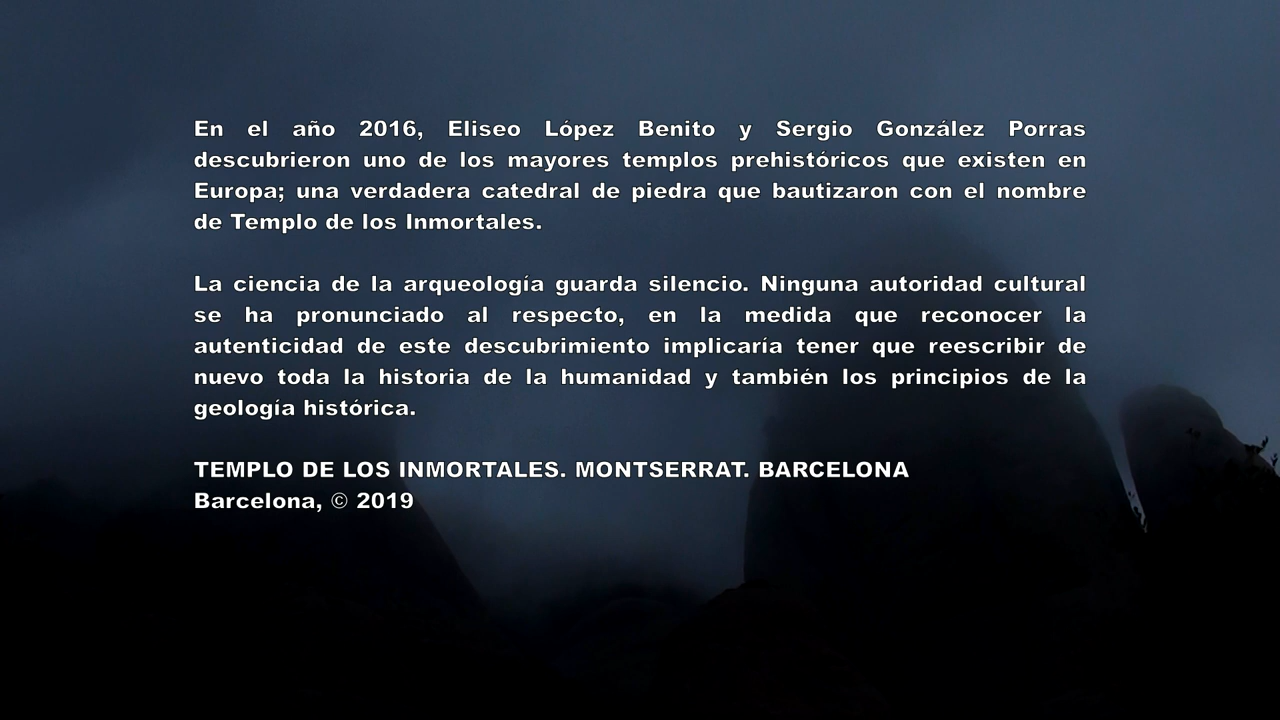 En el año 2016, Eliseo López Benito y Sergio González Porras
descubrieron uno de los mayores templos prehistóricos que existen en
Europa; una verdadera catedral de piedra que bautizaron con el nombre
de Templo de los Inmortales.
La ciencia de la arqueología guarda silencio. Ninguna autoridad cultural
se ha pronunciado al respecto, en la medida que reconocer la
autenticidad de este descubrimiento implicaría tener que reescribir de
nuevo toda la historia de la humanidad y también los principios de la
geología histórica.
TEMPLO DE LOS INMORTALES. MONTSERRAT. BARCELONA
Barcelona, © 2019